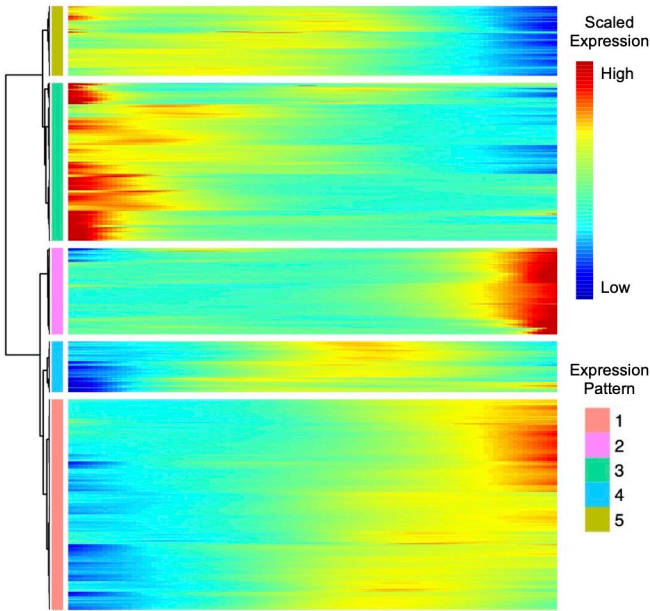 Scaled
Expression
High
Low
Expression
Pattern
1
2
3
4
5